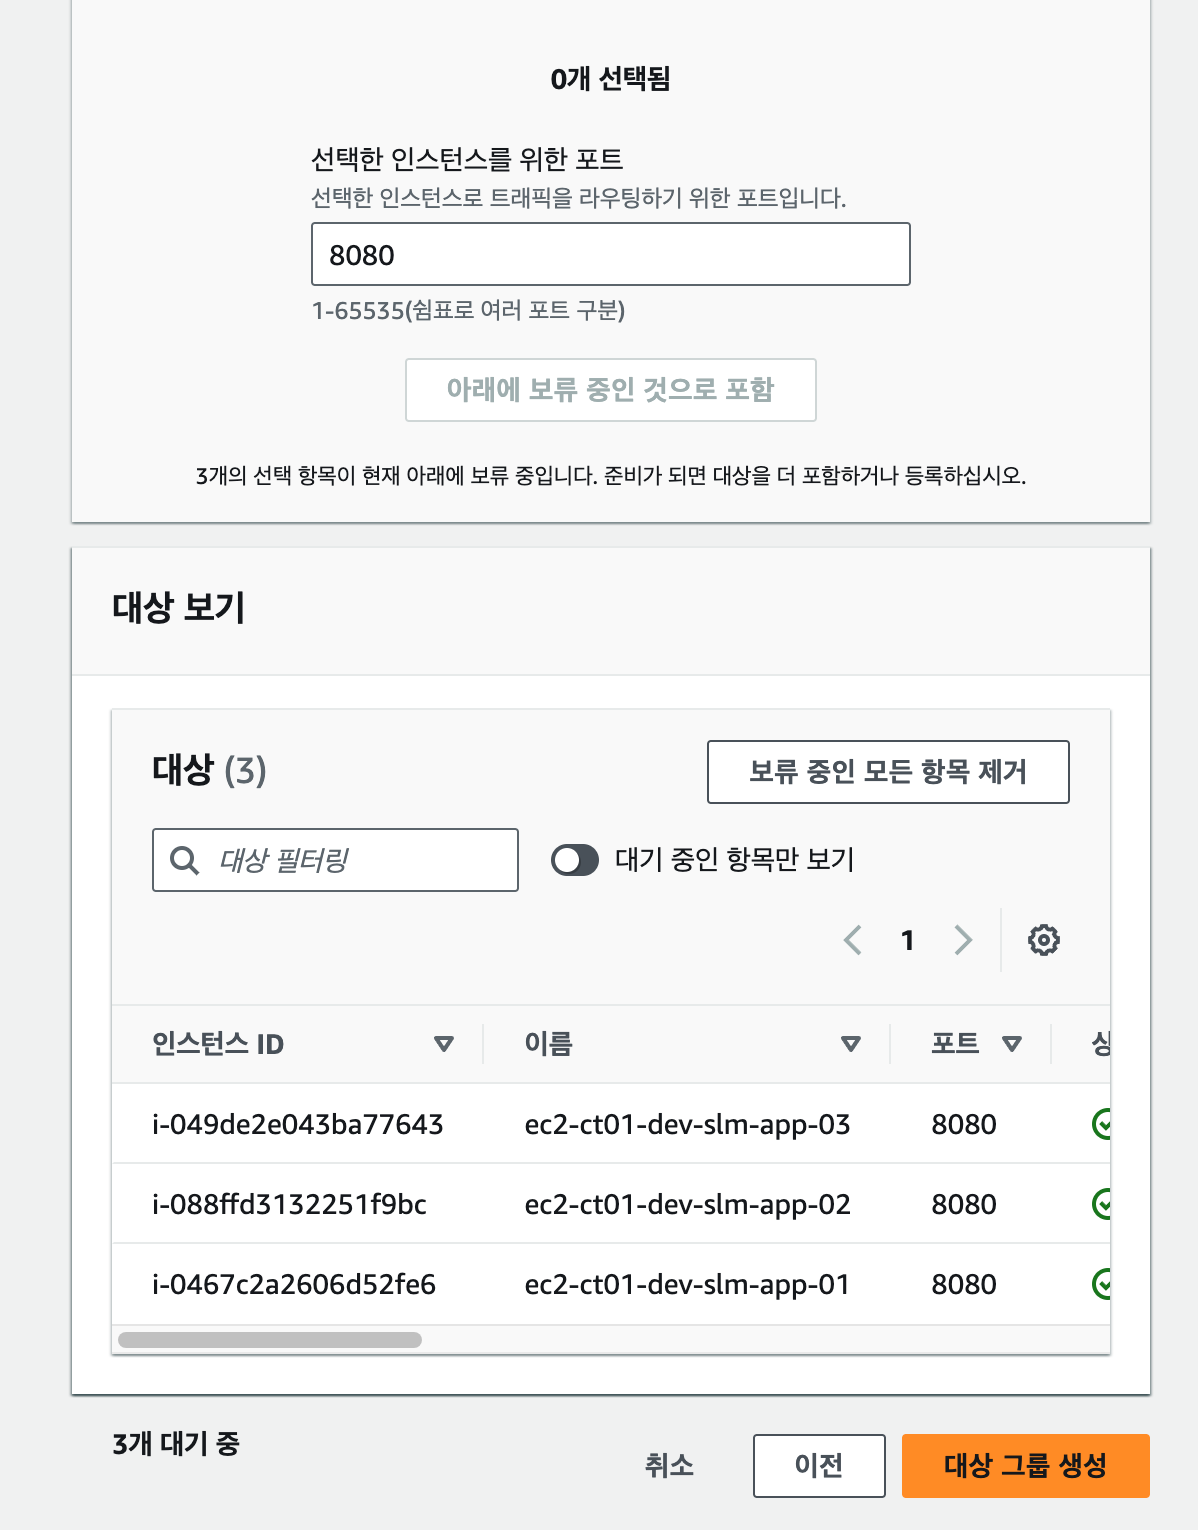 0개 선택됨
선택한 인스턴스를 위한 포트
선택한 인스턴스로 트래픽을 라우팅하기 위한 포트입니다.
8080
1-65535(쉼표로 여러 포트 구분)
아래에 보류 중인 것으로 포함
3개의 선택 항목이 현재 아래에 보류 중입니다. 준비가 되면 대상을 더 포함하거나 등록하십시오.
대상 보기
대상 (3)
보류 중인 모든 항목 제거
대상 필터링
대기 중인 항목만 보기
1
인스턴스 ID 이름 포트
i-049de2e043ba77643 ec2-ct01-dev-slm-app-03 8080
i-088ffd3132251f9bc ec2-ct01-dev-slm-app-02 8080
i-0467c2a2606d52fe6 ec2-ct01-dev-slm-app-01 8080
3개 대기 중
취소 이전 대상 그룹 생성